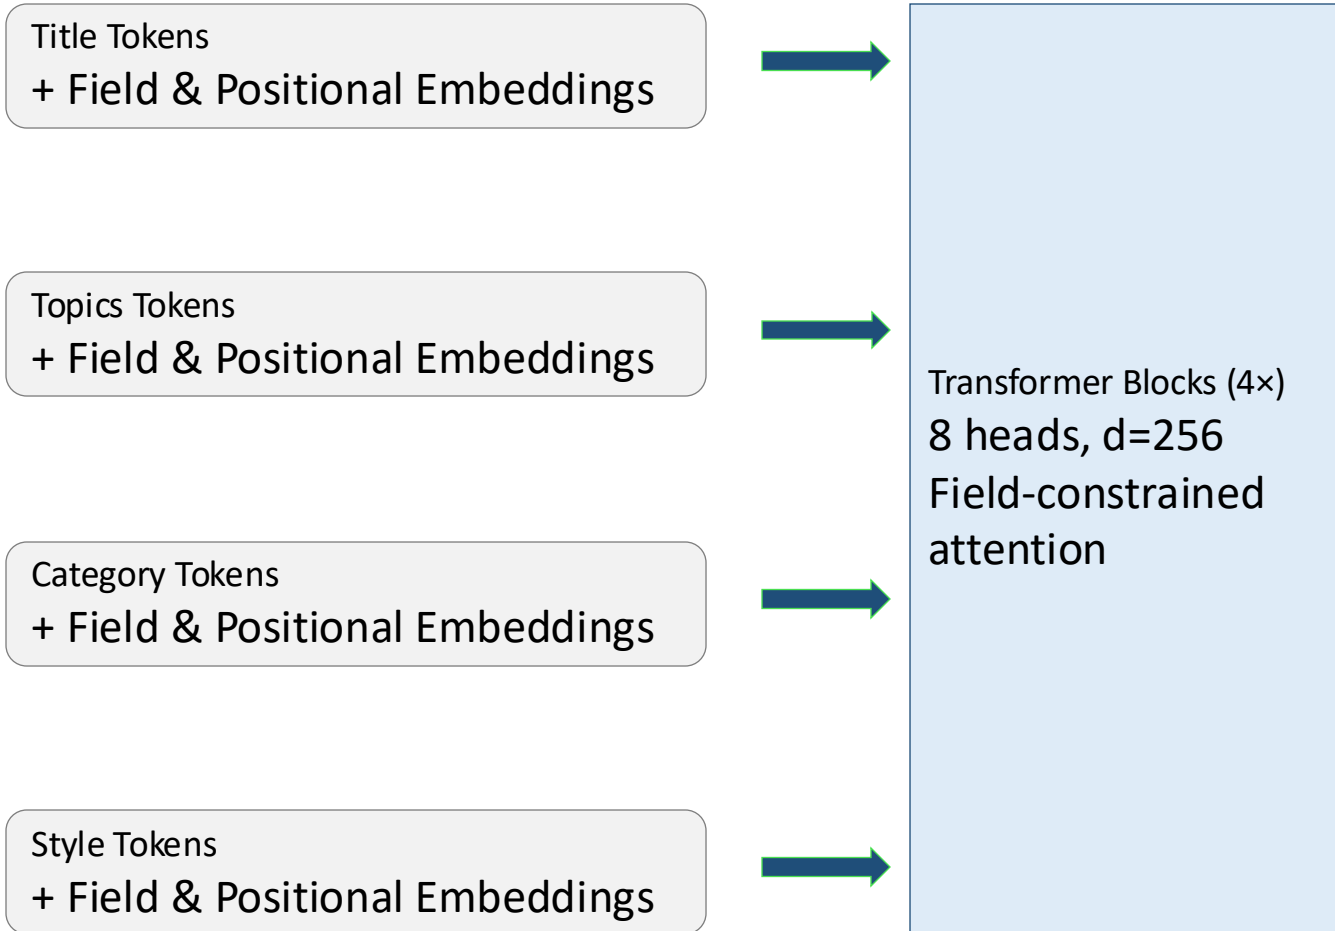 Title Tokens
+ Field & Positional Embeddings
Topics Tokens
+ Field & Positional Embeddings
Category Tokens
+ Field & Positional Embeddings
Style Tokens
+ Field & Positional Embeddings
Transformer Blocks (4×)
8 heads, d=256
Field-constrained
attention